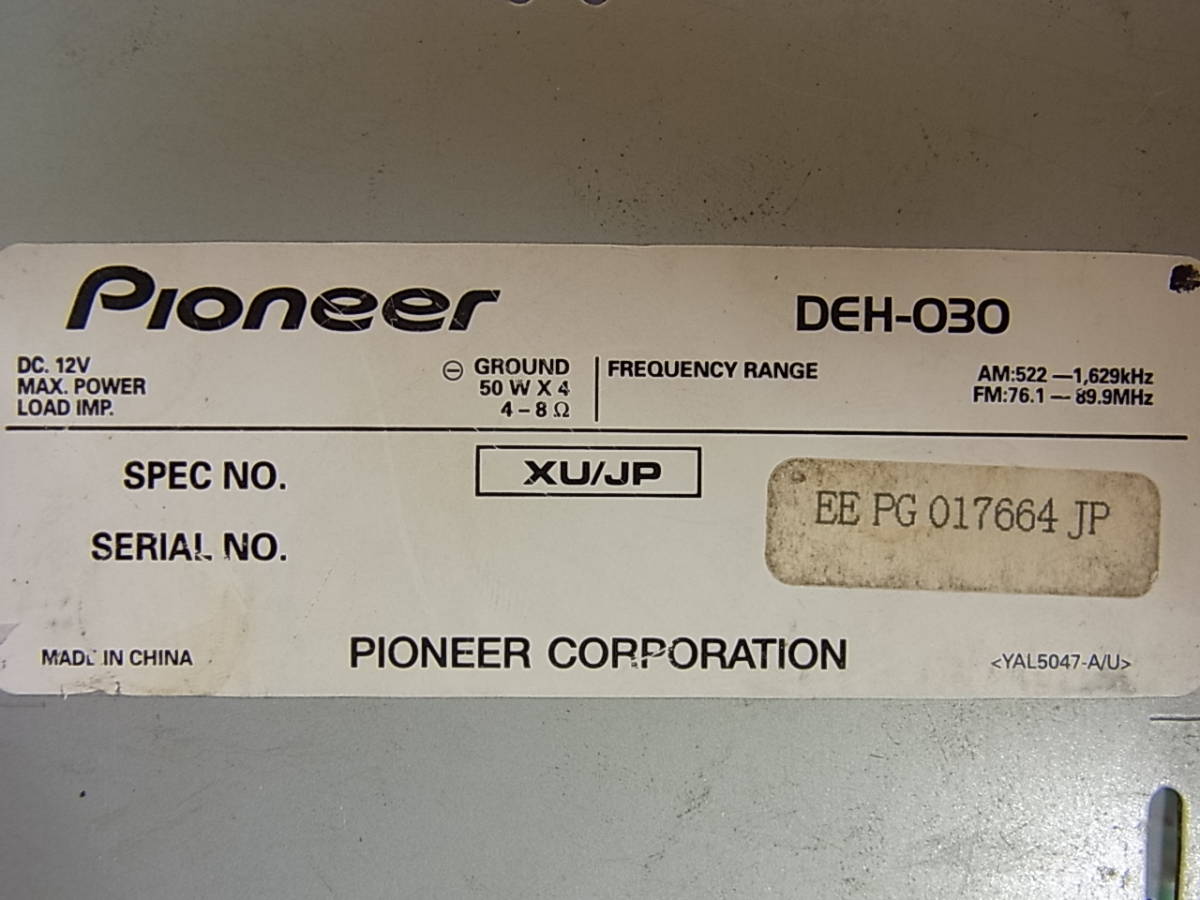 Pioneer DEH-030
DC. 12V ⊖ GROUND FREQUENCY RANGE AM:522 —1,629kHz
MAX. POWER 50 W X 4 FM:76.1 — 89.9MHz
LOAD IMP. 4 – 8 Ω
SPEC NO. XU/JP
EE PG 017664 JP
SERIAL NO.
MADE IN CHINA PIONEER CORPORATION <YAL5047-A/U>